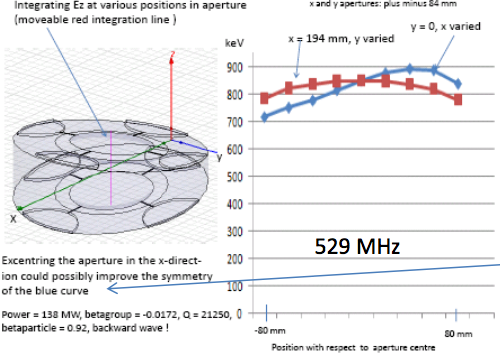 Integrating Ez at various positions in aperture
(moveable red integration line )
x and y apertures: plus minus 84 mm
y = 0, x varied
x = 194 mm, y varied
keV
900
800
700
600
500
400
300
200
100
0
z
y
x
529 MHz
Excentring the aperture in the x-direct-
ion could possibly improve the symmetry
of the blue curve
Power = 138 MW, betagroup = -0.0172, Q = 21250,
betaparticle = 0.92, backward wave !
-80 mm
80 mm
Position with respect to aperture centre